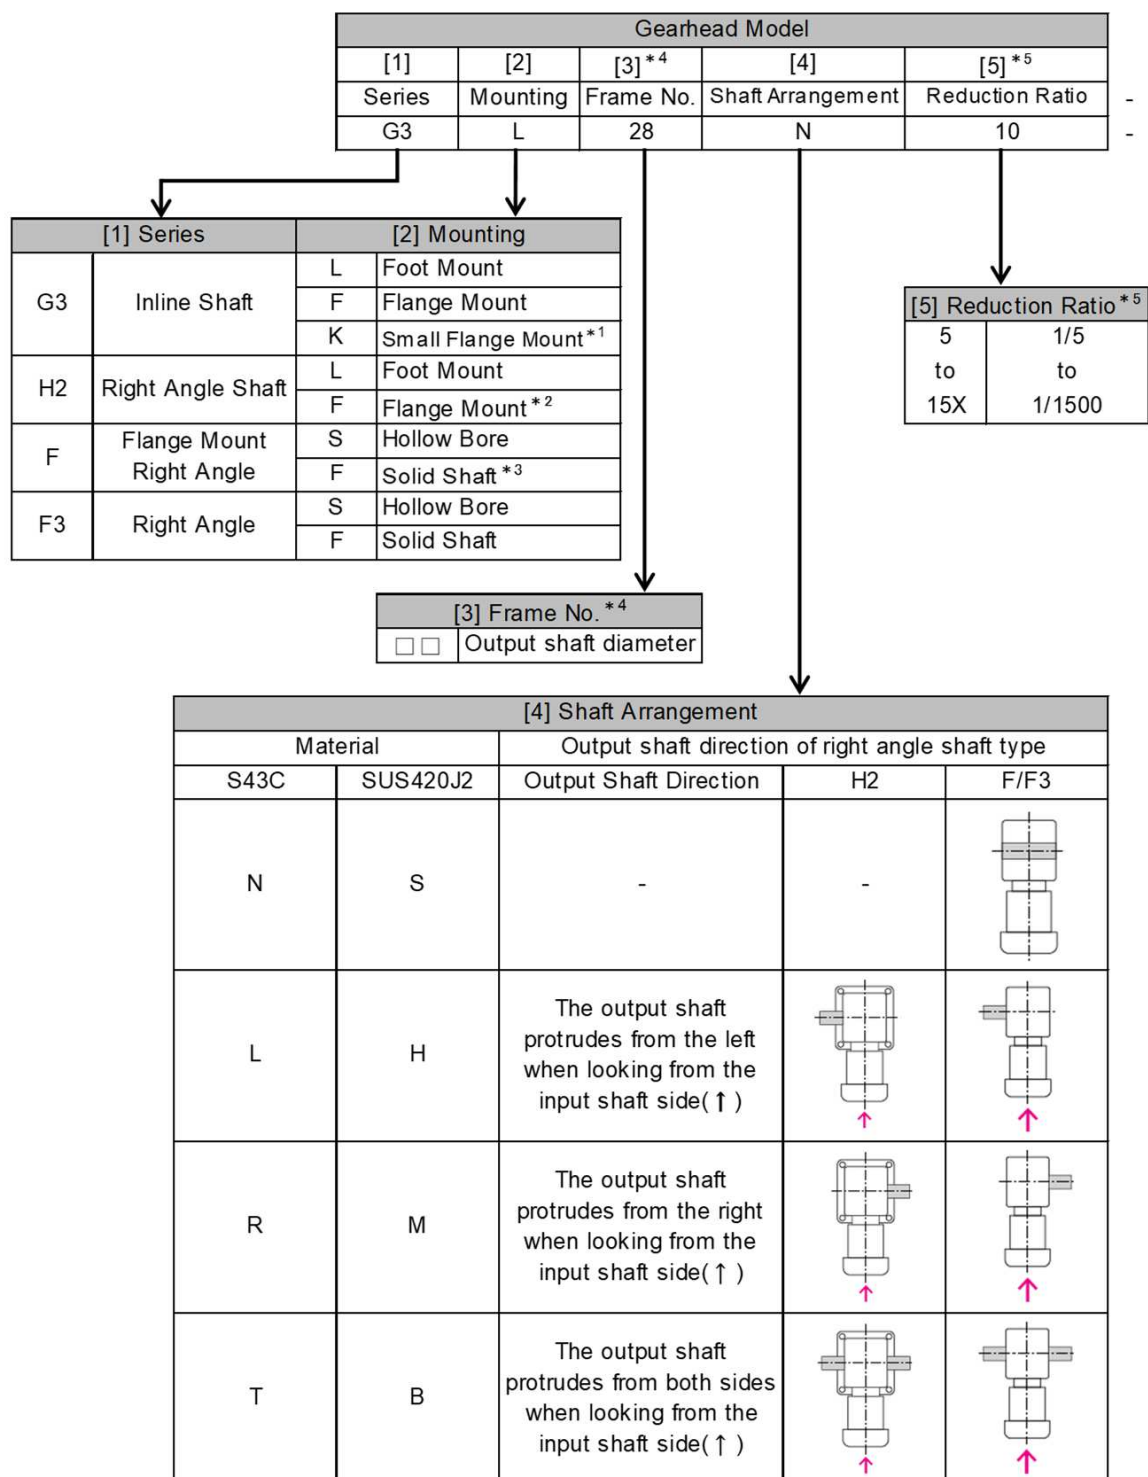 Gearhead Model
[1] [2] [3]*4 [4] [5]*5
Series Mounting Frame No. Shaft Arrangement Reduction Ratio -
G3 L 28 N 10 -
[1] Series [2] Mounting
G3 Inline Shaft L Foot Mount
F Flange Mount
K Small Flange Mount*1
H2 Right Angle Shaft L Foot Mount
F Flange Mount*2
F Flange Mount Right Angle S Hollow Bore
F Solid Shaft*3
F3 Right Angle S Hollow Bore
F Solid Shaft
[5] Reduction Ratio*5
5 1/5
to to
15X 1/1500
[3] Frame No.*4
□□ Output shaft diameter
[4] Shaft Arrangement
Material Output shaft direction of right angle shaft type
S43C SUS420J2 Output Shaft Direction H2 F/F3
N S - -
L H
The output shaft
protrudes from the left
when looking from the
input shaft side(↑)
R M
The output shaft
protrudes from the right
when looking from the
input shaft side(↑)
T B
The output shaft
protrudes from both sides
when looking from the
input shaft side(↑)